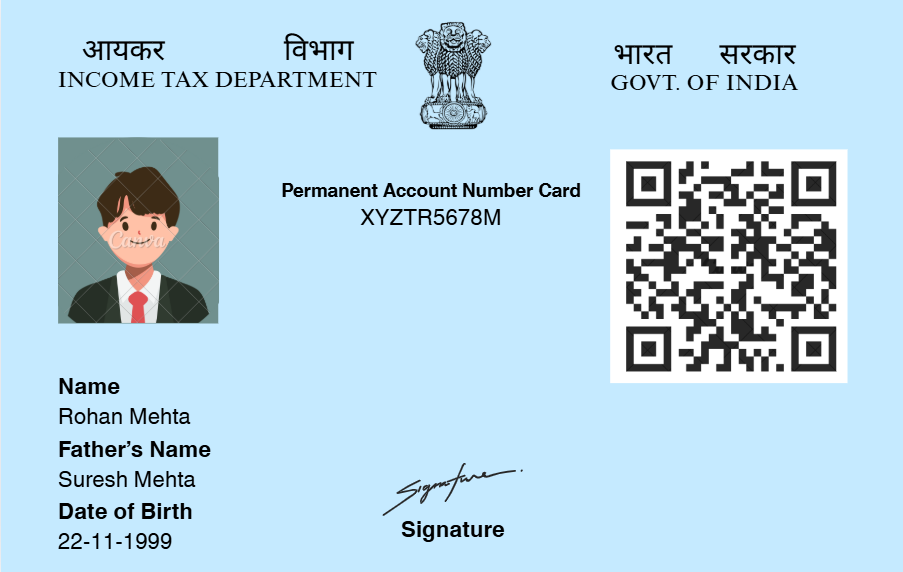 आयकर विभाग
INCOME TAX DEPARTMENT
भारत सरकार
GOVT. OF INDIA
Permanent Account Number Card
XYZTR5678M
Canva
Name
Rohan Mehta
Father’s Name
Suresh Mehta
Date of Birth
22-11-1999
Signature
Signature